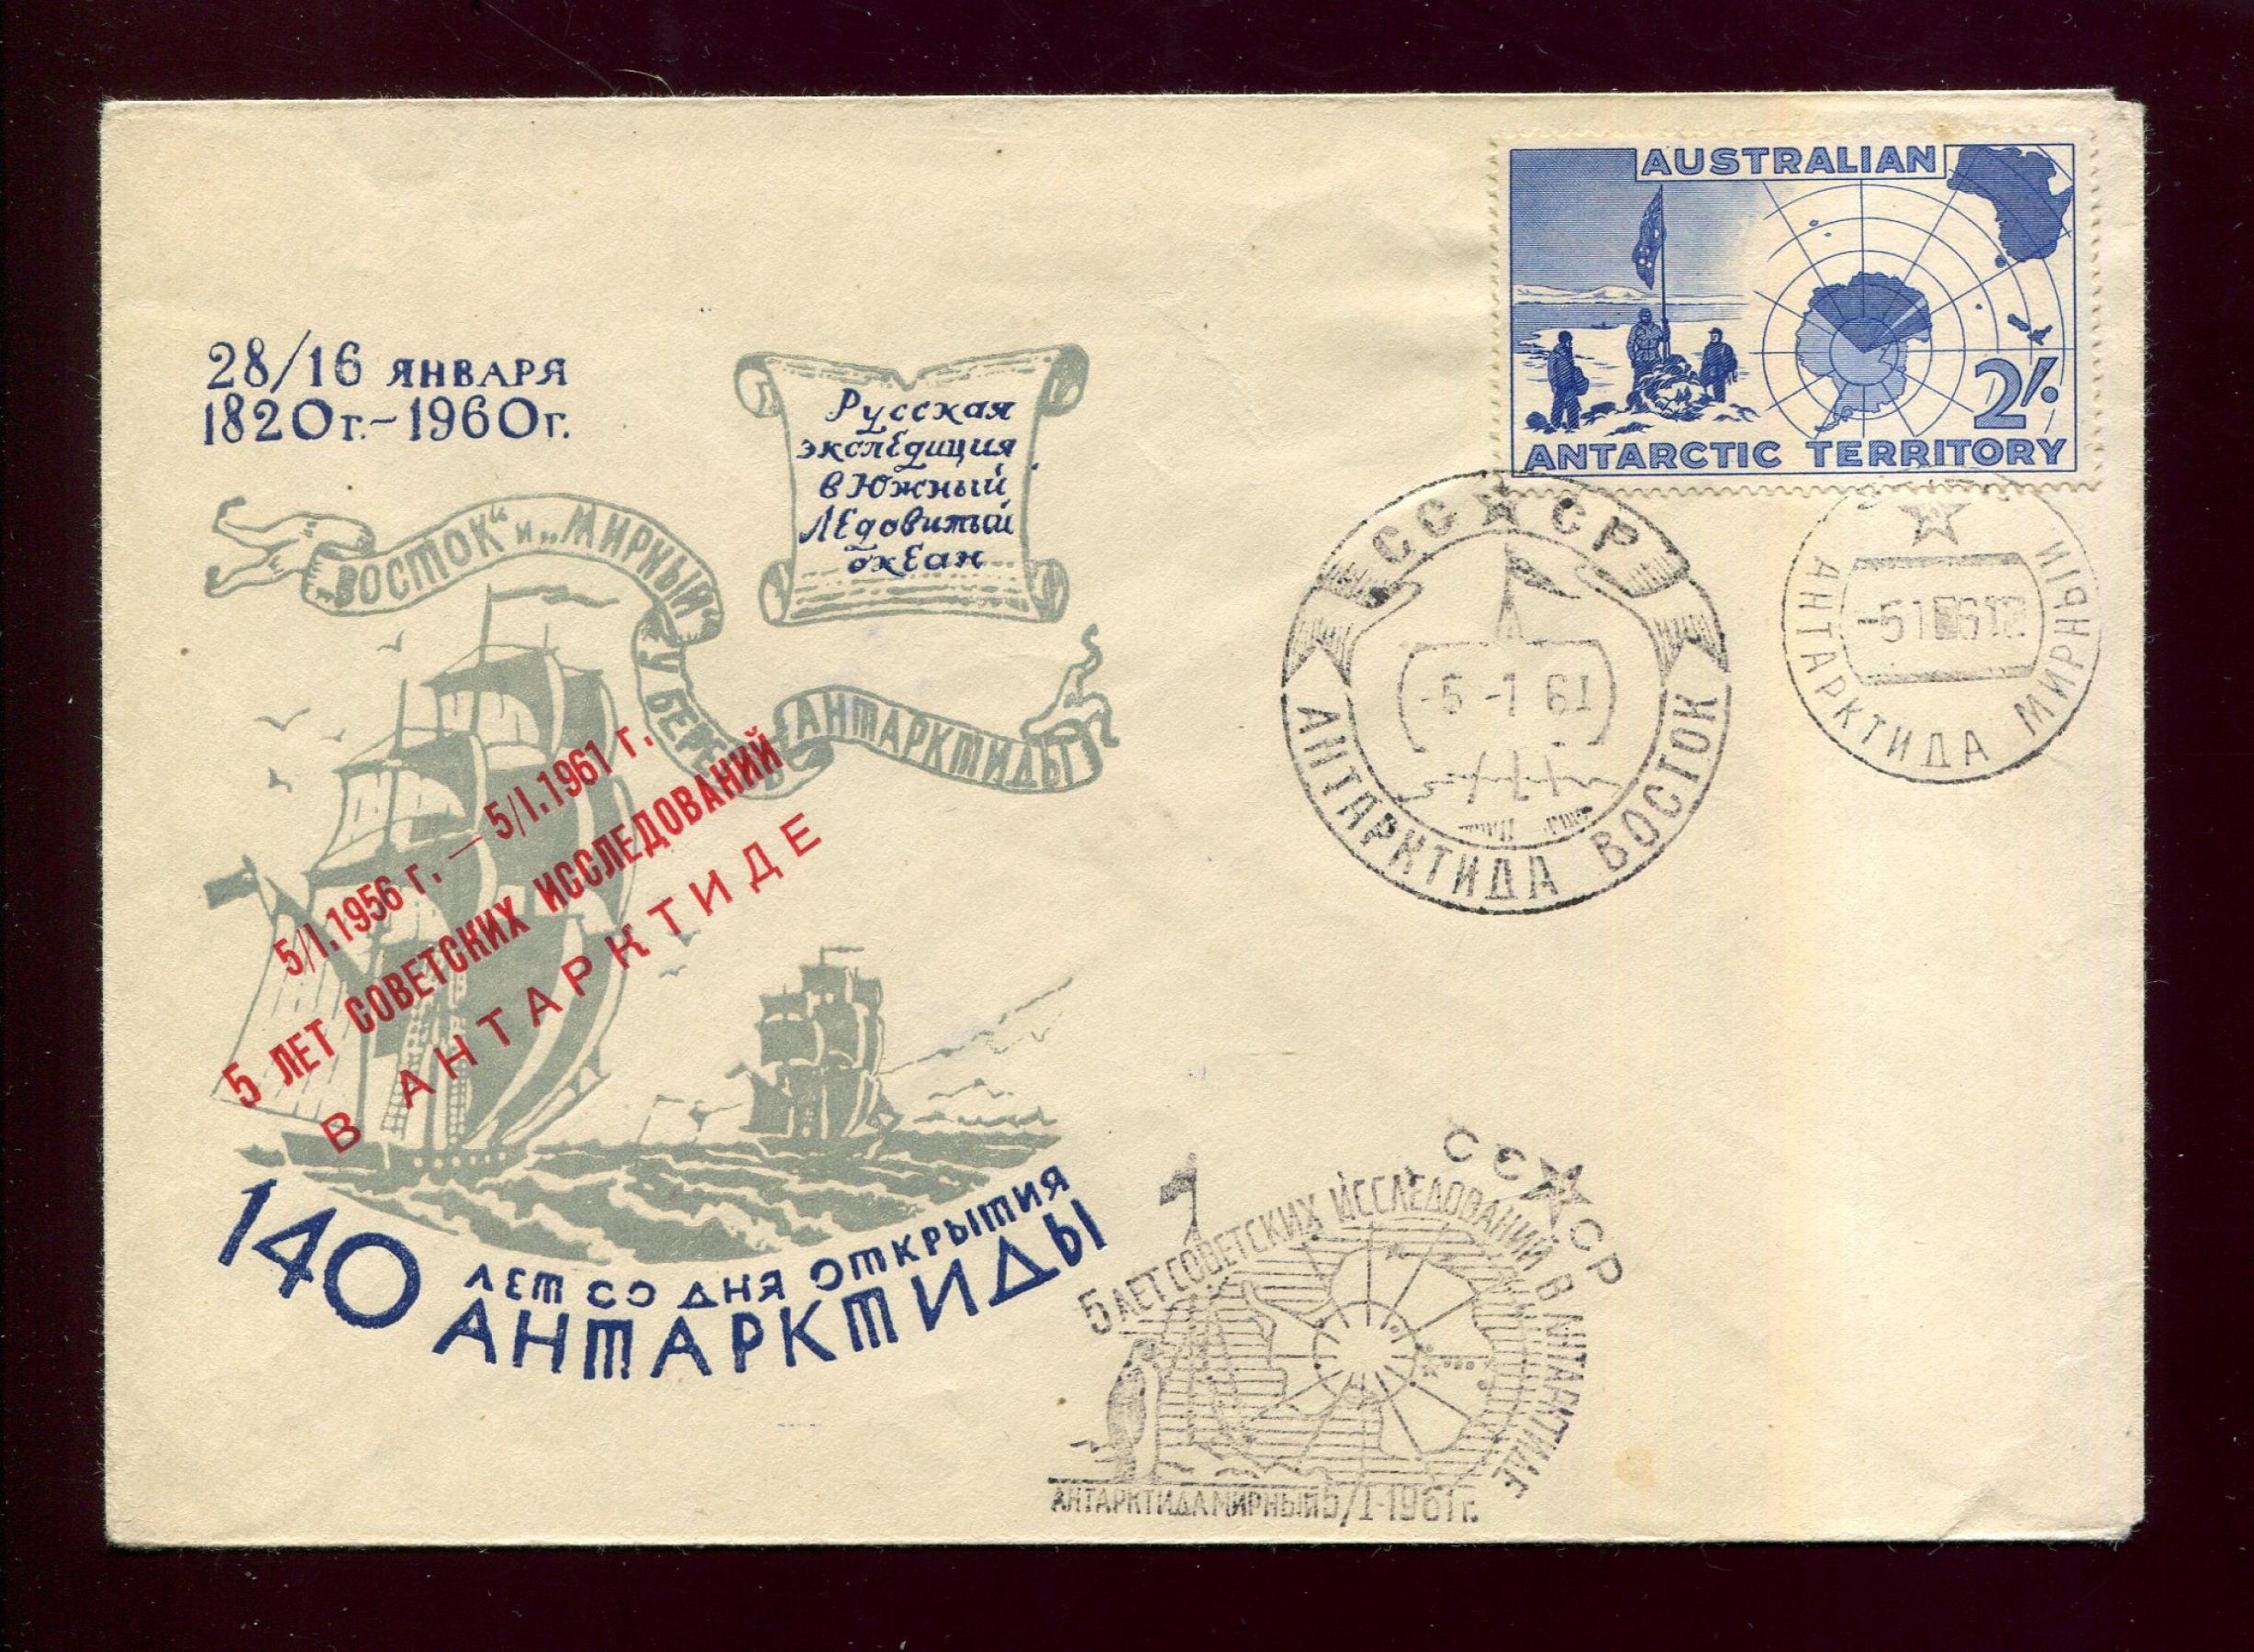 AUSTRALIAN
2/-
ANTARCTIC TERRITORY
28/16 ЯНВАРЯ
1820г.-1960г.
Русская
экспедиция
в Южный
Ледовитый
океан
„ВОСТОК“ и „МИРНЫЙ“ У БЕРЕГОВ АНТАРКТИДЫ
5/I.1956 г. — 5/I.1961 г.
5 ЛЕТ СОВЕТСКИХ ИССЛЕДОВАНИЙ
В АНТАРКТИДЕ
140 ЛЕТ СО ДНЯ ОТКРЫТИЯ
АНТАРКТИДЫ
СССР
-5-1 61
АНТАРКТИДА ВОСТОК
АНТАРКТИДА МИРНЫЙ
СССР
5 ЛЕТ СОВЕТСКИХ ИССЛЕДОВАНИЙ В АНТАРКТИДЕ
АНТАРКТИДА МИРНЫЙ 5/I-1961г.